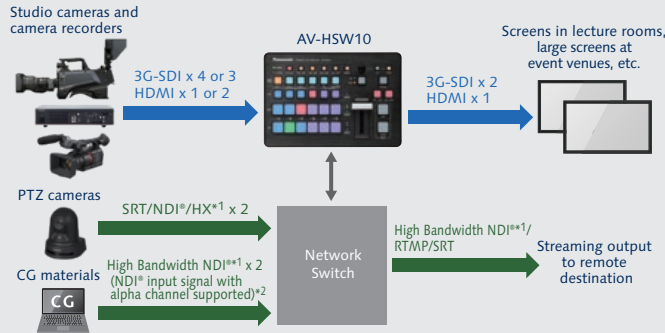 Studio cameras and
camera recorders
3G-SDI x 4 or 3
HDMI x 1 or 2
AV-HSW10
Panasonic
3G-SDI x 2
HDMI x 1
Screens in lecture rooms,
large screens at
event venues, etc.
PTZ cameras
SRT/NDI®/HX*1 x 2
CG materials
CG
High Bandwidth NDI®*1 x 2
(NDI® input signal with
alpha channel supported)*2
Network
Switch
High Bandwidth NDI®*1/
RTMP/SRT
Streaming output
to remote
destination